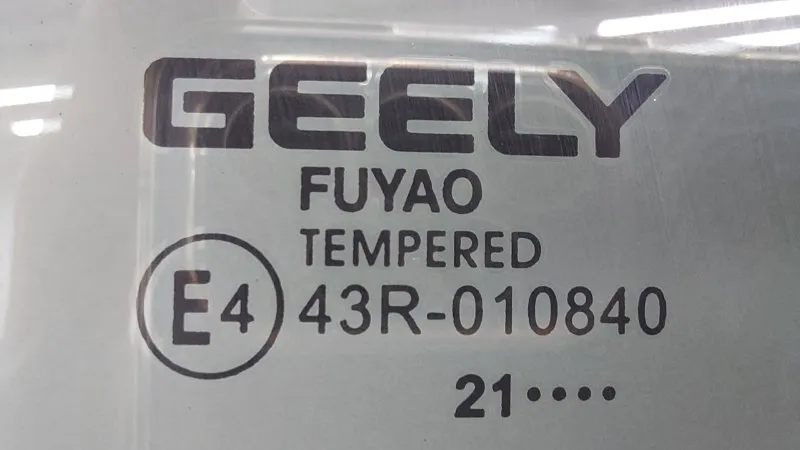 GEELY
FUYAO
TEMPERED
E4 43R-010840
21••••